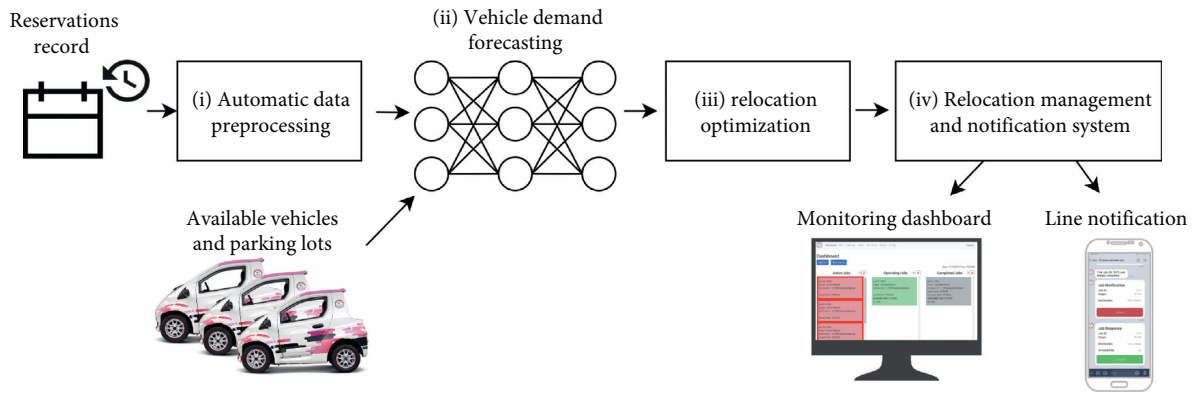 Reservations
record
(i) Automatic data
preprocessing
(ii) Vehicle demand
forecasting
(iii) relocation
optimization
(iv) Relocation management
and notification system
Available vehicles
and parking lots
Monitoring dashboard
Line notification
Dashboard
Active Jobs
Operating Jobs
Completed Jobs
Job Notification
Job Response